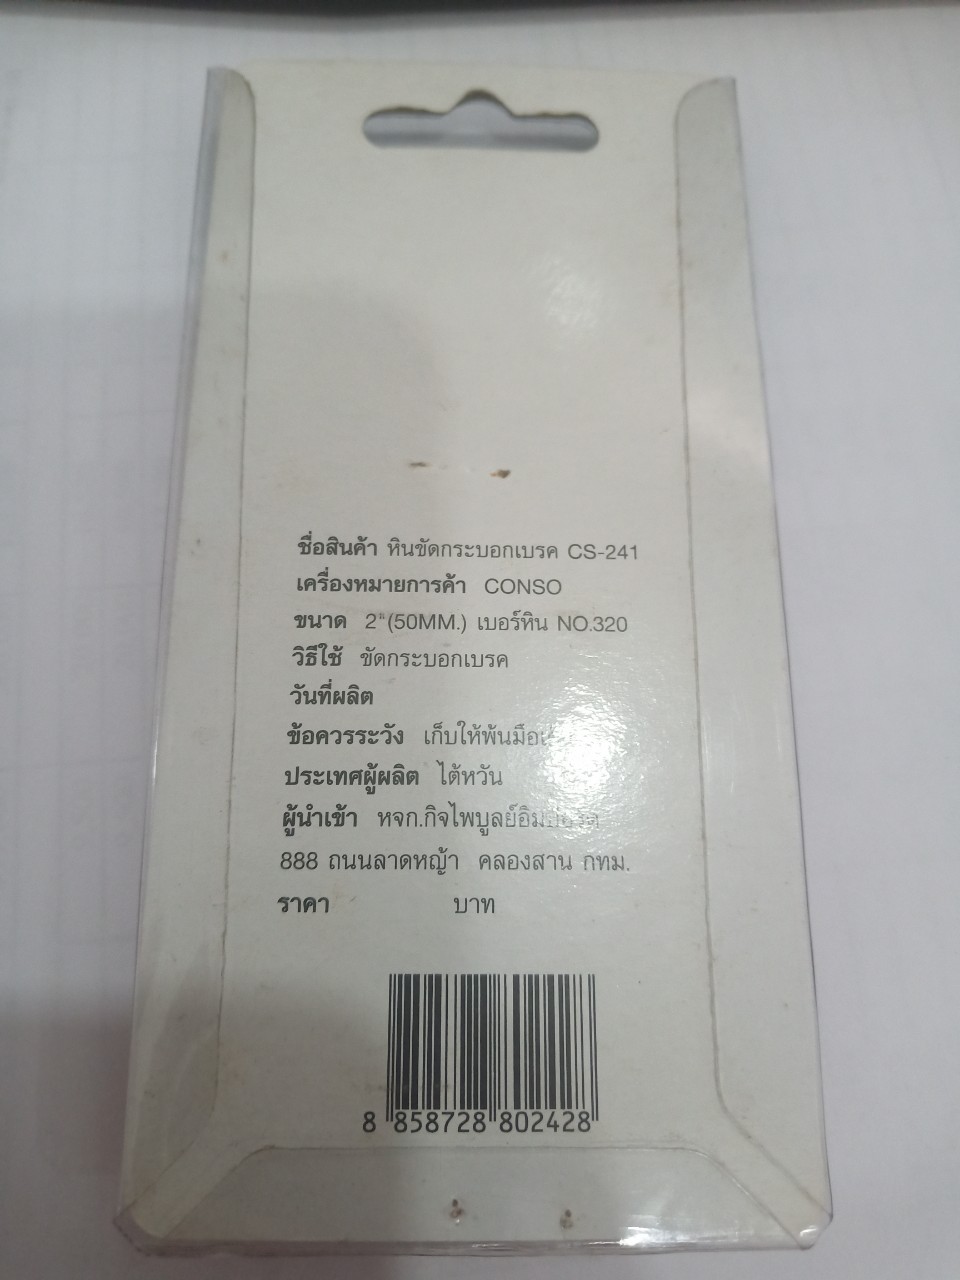 ชื่อสินค้า หินขัดกระบอกเบรค CS-241
เครื่องหมายการค้า CONSO
ขนาด 2"(50MM.) เบอร์หิน NO.320
วิธีใช้ ขัดกระบอกเบรค
วันที่ผลิต
ข้อควรระวัง เก็บให้พ้นมือ
ประเทศผู้ผลิต ไต้หวัน
ผู้นำเข้า หจก.กิจไพบูลย์อิมปอร์ต
888 ถนนลาดหญ้า คลองสาน กทม.
ราคา บาท
8 858728 802428